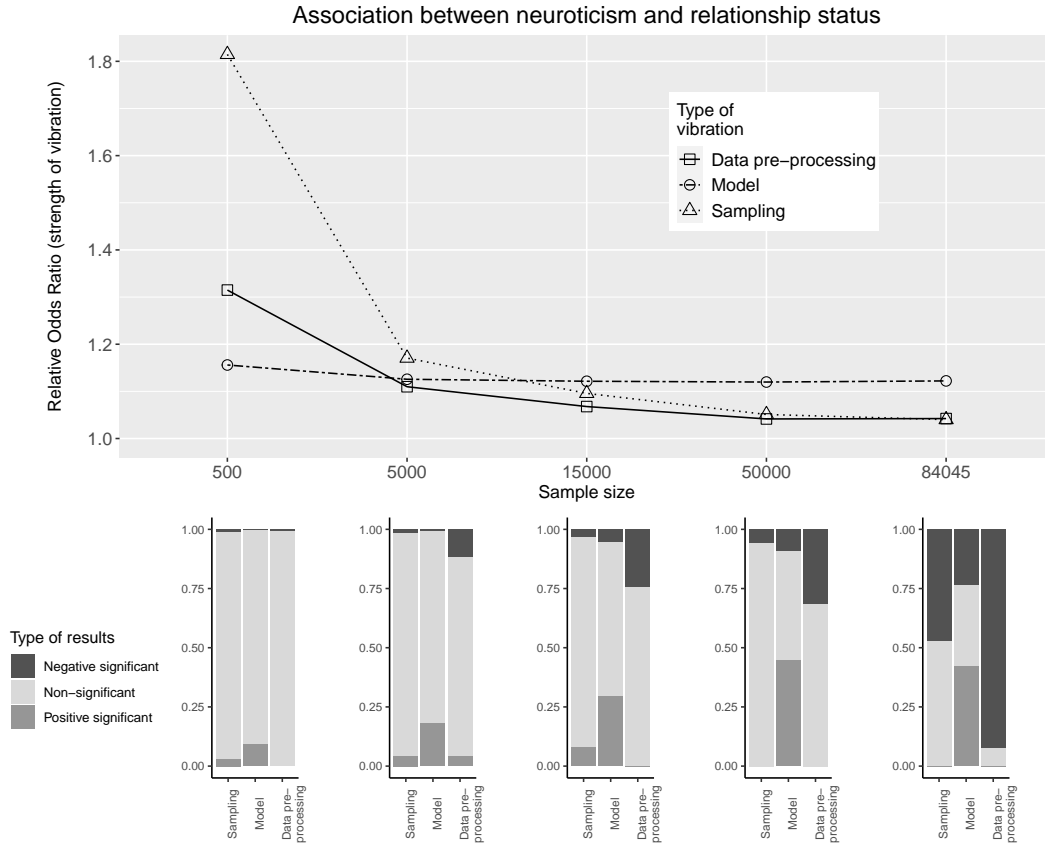 Association between neuroticism and relationship status
Relative Odds Ratio (strength of vibration)
1.8
1.6
1.4
1.2
1.0
Type of
vibration
Data pre−processing
Model
Sampling
500
5000
15000
50000
84045
Sample size
Type of results
Negative significant
Non−significant
Positive significant
1.00
0.75
0.50
0.25
0.00
Sampling
Model
Data pre−
processing
1.00
0.75
0.50
0.25
0.00
Sampling
Model
Data pre−
processing
1.00
0.75
0.50
0.25
0.00
Sampling
Model
Data pre−
processing
1.00
0.75
0.50
0.25
0.00
Sampling
Model
Data pre−
processing
1.00
0.75
0.50
0.25
0.00
Sampling
Model
Data pre−
processing